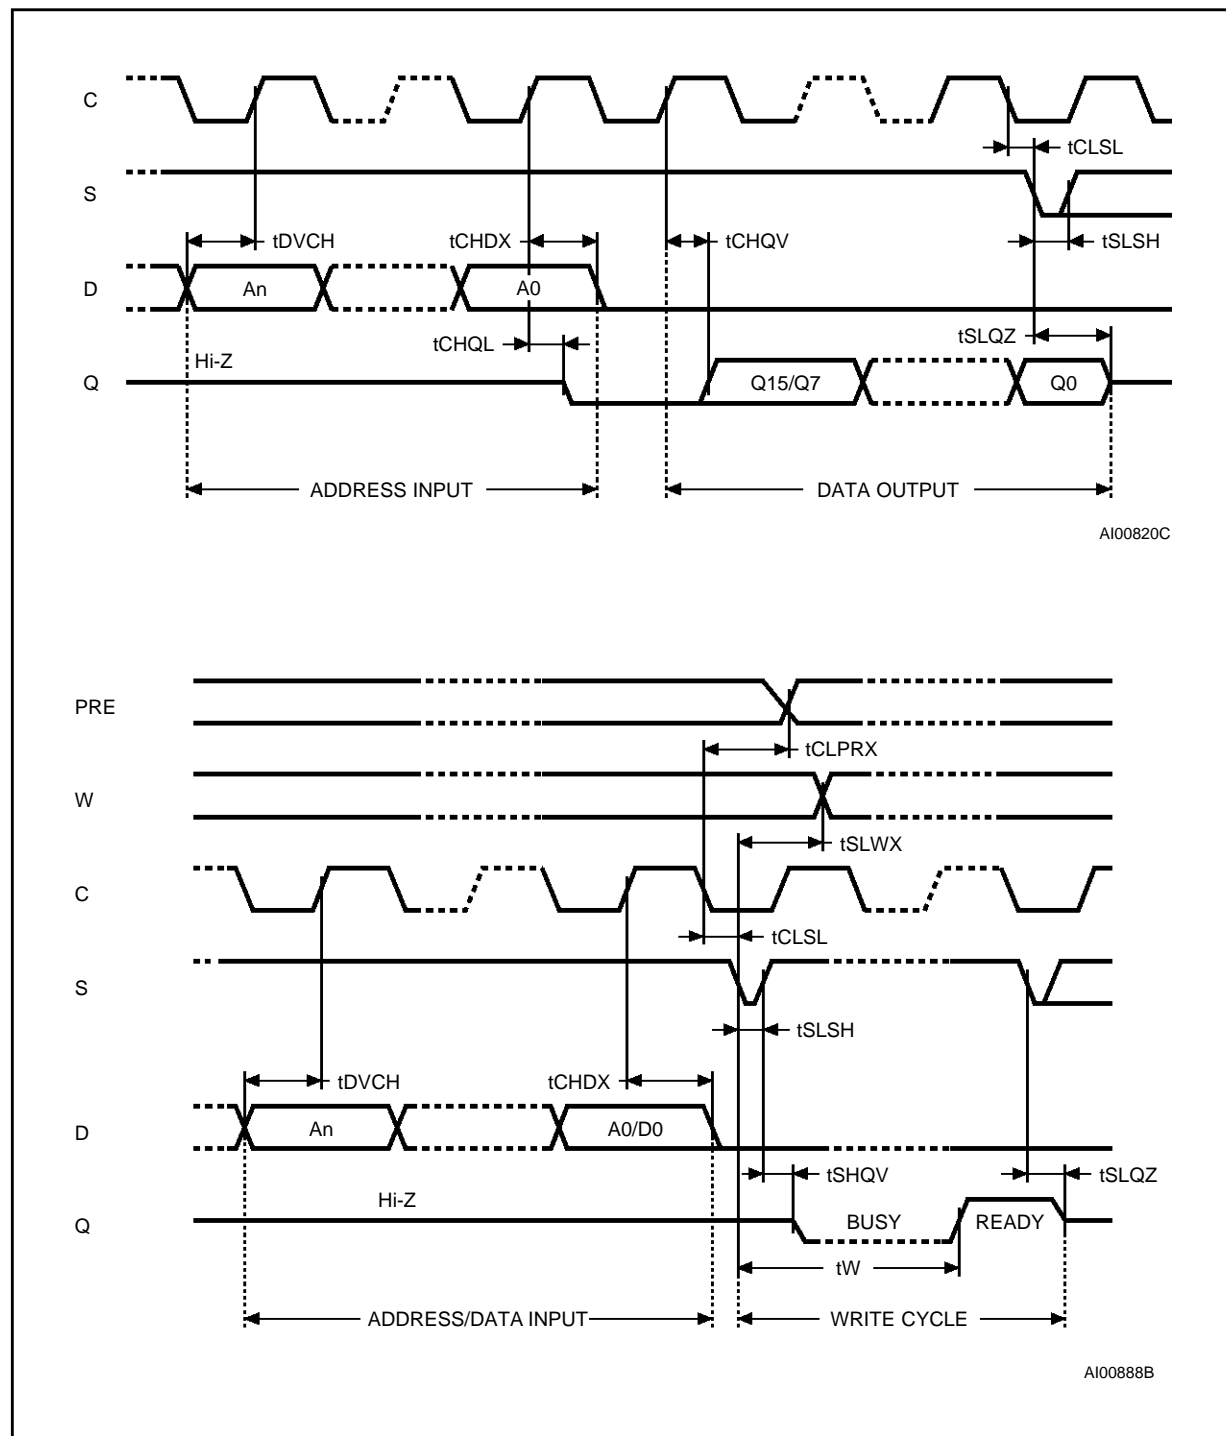 C
tCLSL
S
tDVCH
tCHDX
tCHQV
tSLSH
D
An
A0
tCHQL
tSLQZ
Hi-Z
Q
Q15/Q7
Q0
ADDRESS INPUT
DATA OUTPUT
AI00820C
PRE
tCLPRX
W
tSLWX
C
tCLSL
S
tSLSH
tDVCH
tCHDX
D
An
A0/D0
tSHQV
tSLQZ
Hi-Z
Q
BUSY
READY
tW
ADDRESS/DATA INPUT
WRITE CYCLE
AI00888B